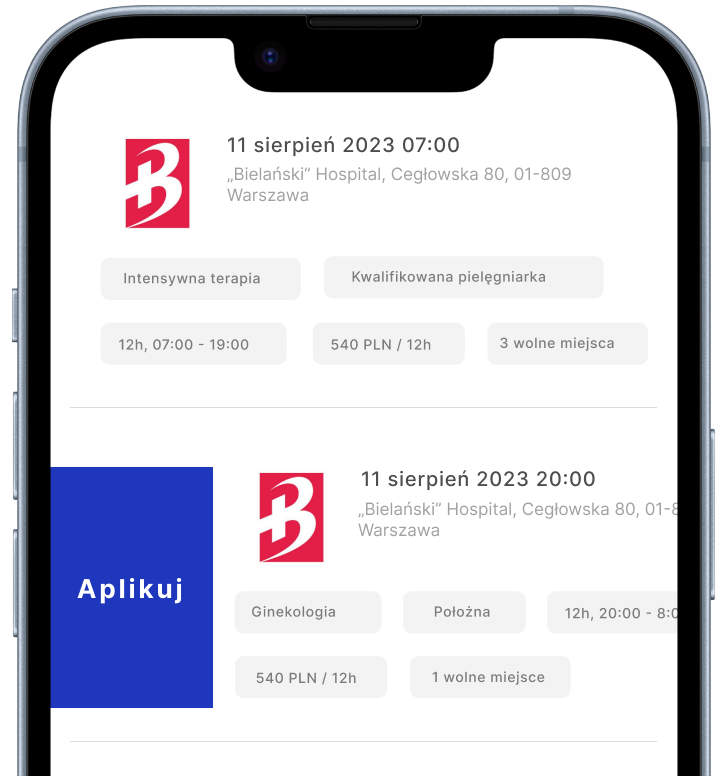 11 sierpień 2023 07:00
„Bielański” Hospital, Cegłowska 80, 01-809
Warszawa
Intensywna terapia
Kwalifikowana pielęgniarka
12h, 07:00 - 19:00
540 PLN / 12h
3 wolne miejsca
Aplikuj
11 sierpień 2023 20:00
„Bielański” Hospital, Cegłowska 80, 01-8
Warszawa
Ginekologia
Położna
12h, 20:00 - 8:0
540 PLN / 12h
1 wolne miejsce